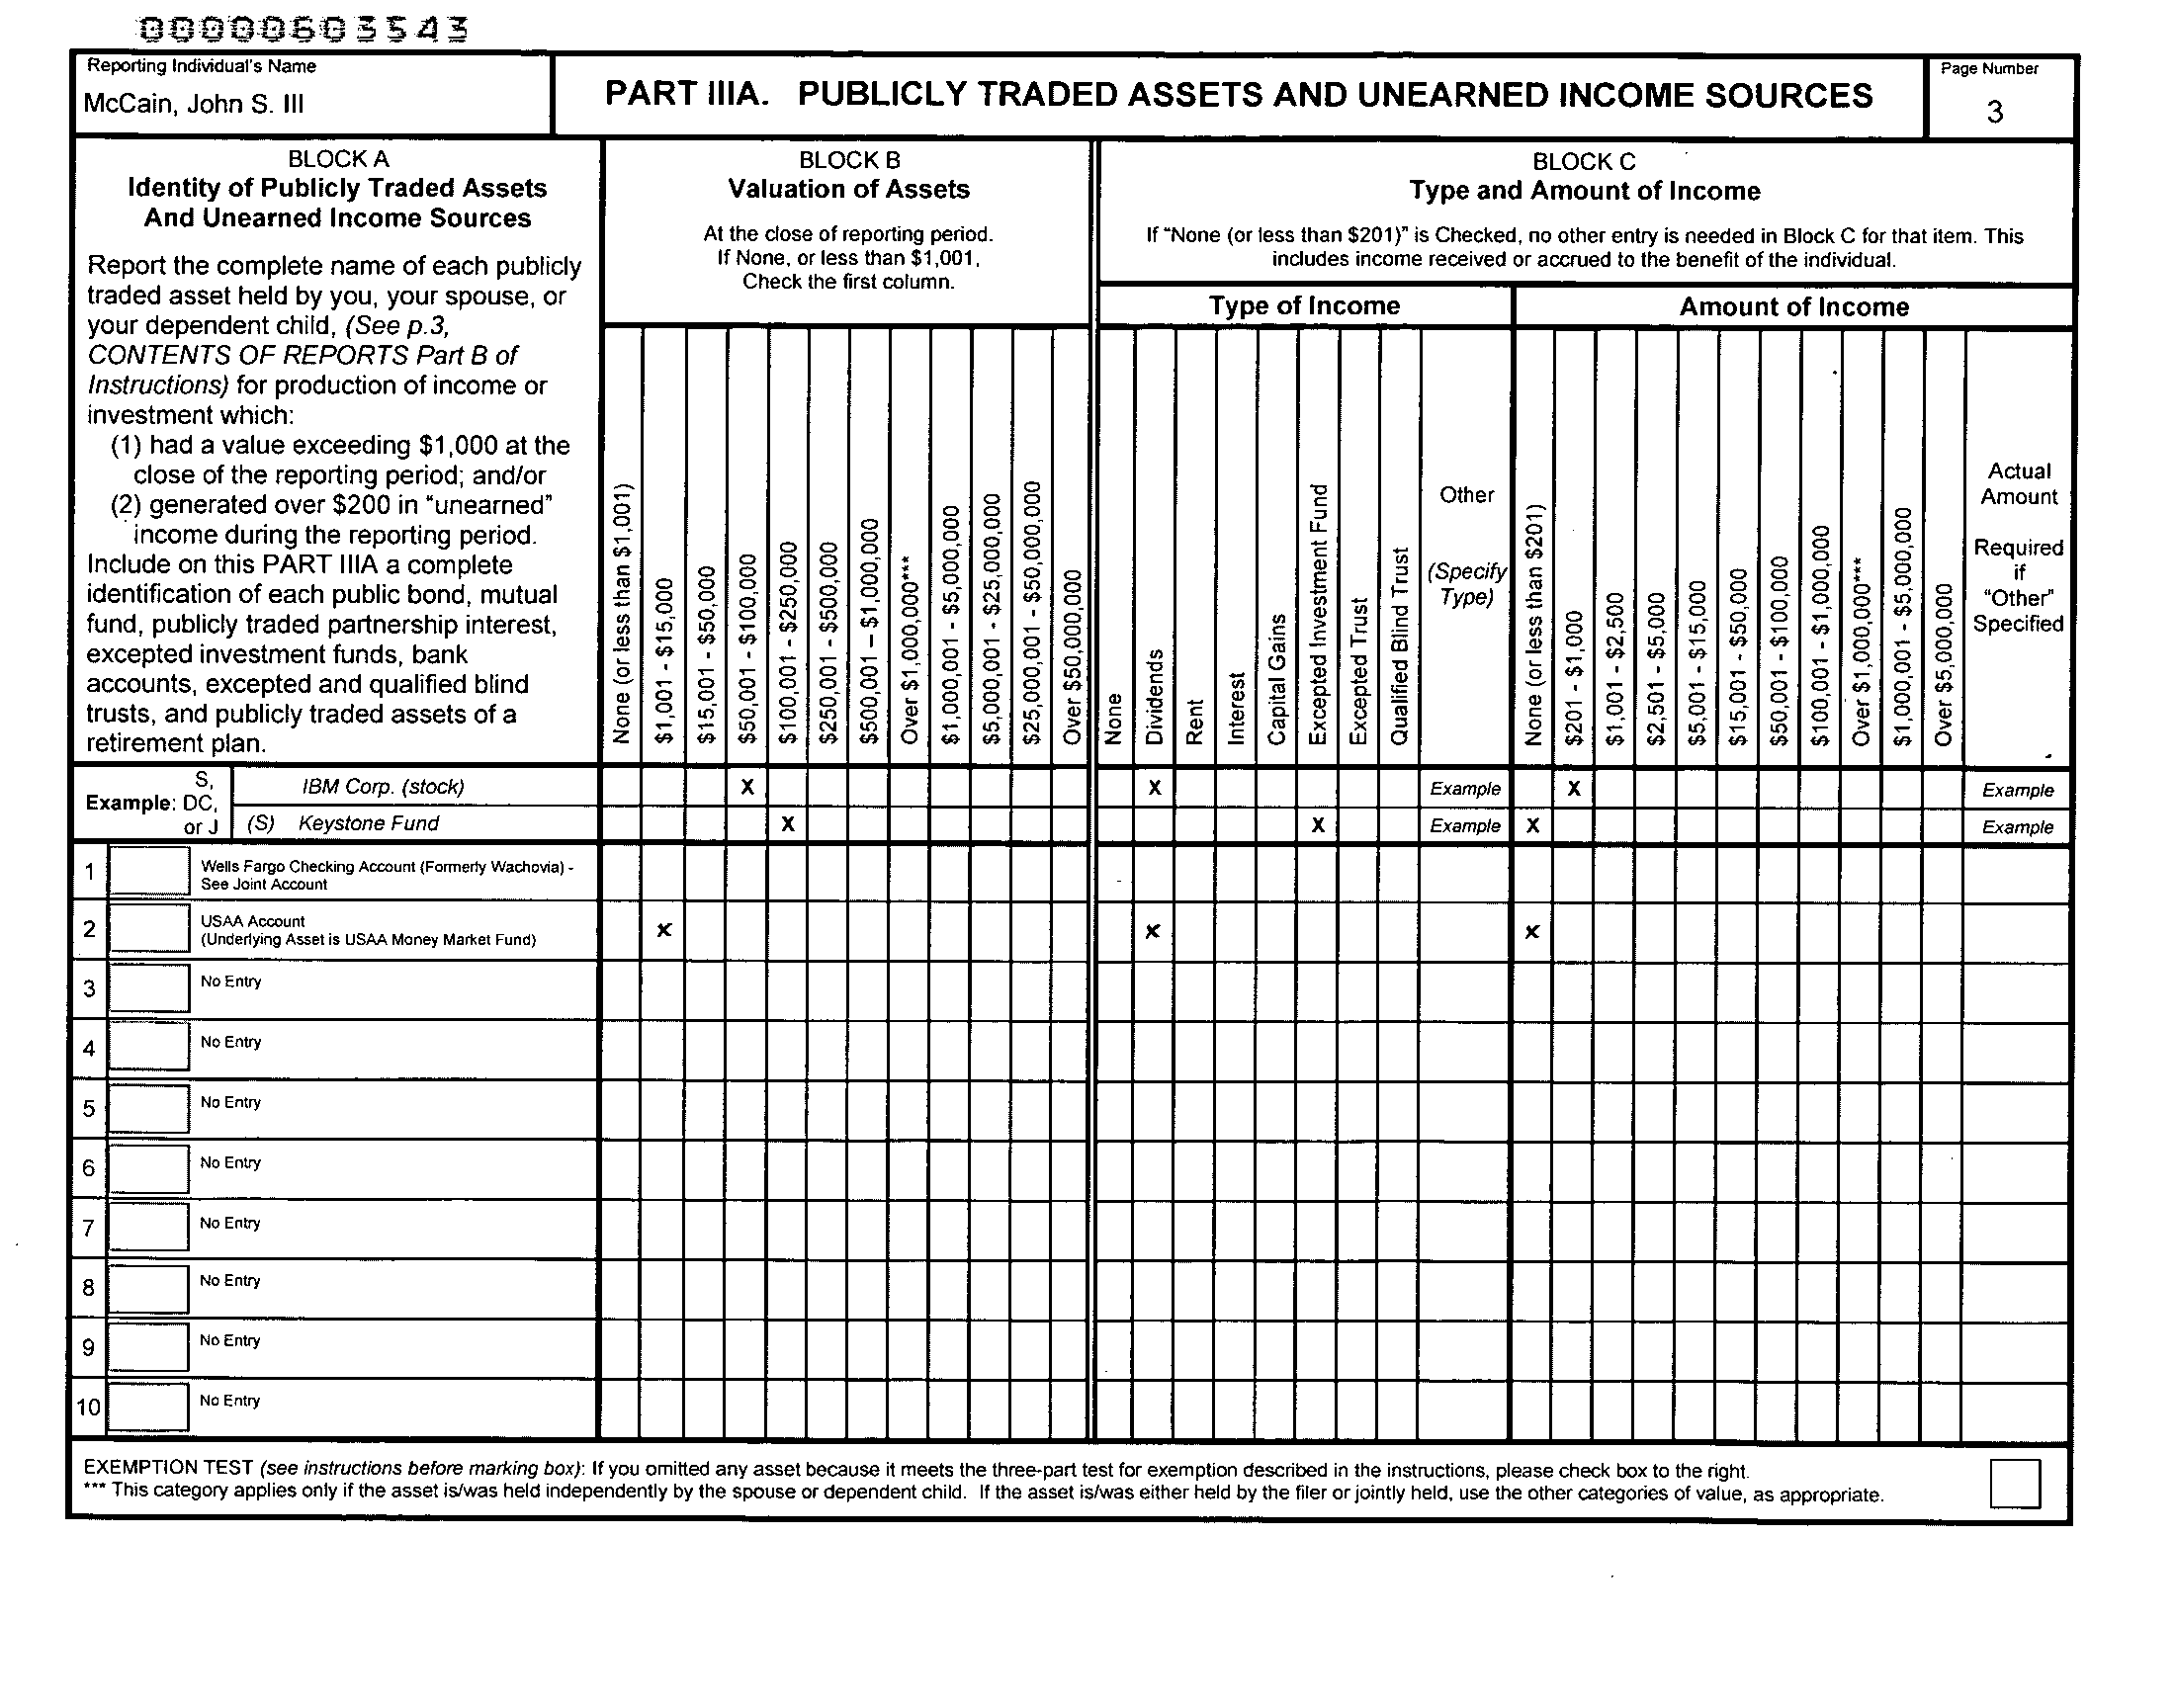 00000603543
Reporting Individual's Name
McCain, John S. III
PART IIIA. PUBLICLY TRADED ASSETS AND UNEARNED INCOME SOURCES
Page Number
3
BLOCK A
Identity of Publicly Traded Assets
And Unearned Income Sources
Report the complete name of each publicly
traded asset held by you, your spouse, or
your dependent child, (See p.3,
CONTENTS OF REPORTS Part B of
Instructions) for production of income or
investment which:
(1) had a value exceeding $1,000 at the
close of the reporting period; and/or
(2) generated over $200 in "unearned"
income during the reporting period.
Include on this PART IIIA a complete
identification of each public bond, mutual
fund, publicly traded partnership interest,
excepted investment funds, bank
accounts, excepted and qualified blind
trusts, and publicly traded assets of a
retirement plan.
BLOCK B
Valuation of Assets
At the close of reporting period.
If None, or less than $1,001,
Check the first column.
None (or less than $1,001)
$1,001 - $15,000
$15,001 - $50,000
$50,001 - $100,000
$100,001 - $250,000
$250,001 - $500,000
$500,001 – $1,000,000
Over $1,000,000***
$1,000,001 - $5,000,000
$5,000,001 - $25,000,000
$25,000,001 - $50,000,000
Over $50,000,000
BLOCK C
Type and Amount of Income
If "None (or less than $201)" is Checked, no other entry is needed in Block C for that item. This
includes income received or accrued to the benefit of the individual.
Type of Income
None
Dividends
Rent
Interest
Capital Gains
Excepted Investment Fund
Excepted Trust
Qualified Blind Trust
Other
(Specify
Type)
Amount of Income
None (or less than $201)
$201 - $1,000
$1,001 - $2,500
$2,501 - $5,000
$5,001 - $15,000
$15,001 - $50,000
$50,001 - $100,000
$100,001 - $1,000,000
Over $1,000,000***
$1,000,001 - $5,000,000
Over $5,000,000
Actual
Amount
Required
if
"Other"
Specified
Example:
S,
DC,
or J
IBM Corp. (stock) X X Example X Example
(S) Keystone Fund X X Example X Example
1 Wells Fargo Checking Account (Formerly Wachovia) -
See Joint Account
2 USAA Account
(Underlying Asset is USAA Money Market Fund) x x x
3 No Entry
4 No Entry
5 No Entry
6 No Entry
7 No Entry
8 No Entry
9 No Entry
10 No Entry
EXEMPTION TEST (see instructions before marking box): If you omitted any asset because it meets the three-part test for exemption described in the instructions, please check box to the right.
*** This category applies only if the asset is/was held independently by the spouse or dependent child. If the asset is/was either held by the filer or jointly held, use the other categories of value, as appropriate.